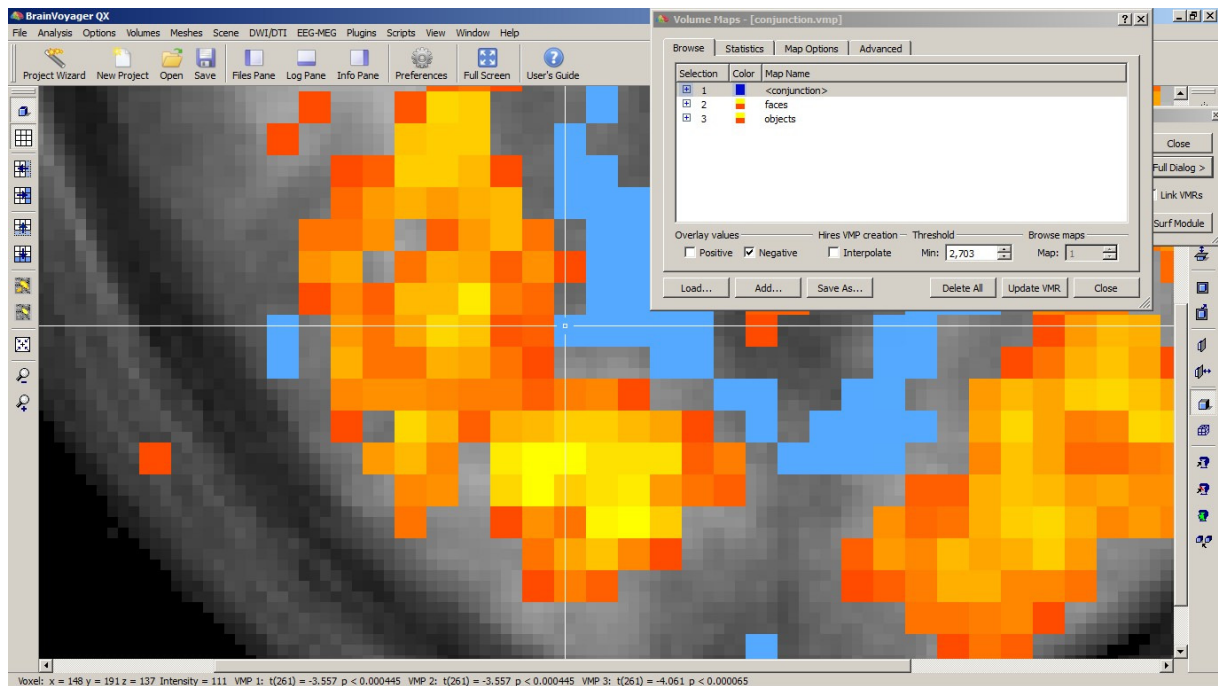 BrainVoyager QX
File Analysis Options Volumes Meshes Scene DWI/DTI EEG-MEG Plugins Scripts View Window Help
Project Wizard New Project Open Save Files Pane Log Pane Info Pane Preferences Full Screen User's Guide
Volume Maps - [conjunction.vmp]
Browse Statistics Map Options Advanced
Selection Color Map Name
1 <conjunction>
2 faces
3 objects
Overlay values Hires VMP creation Threshold Browse maps
Positive Negative Interpolate Min: 2,703 Map: 1
Load... Add... Save As... Delete All Update VMR Close
Close
Full Dialog >
Link VMRs
Surf Module
Voxel: x = 148 y = 191 z = 137 Intensity = 111 VMP 1: t(261) = -3.557 p < 0.000445 VMP 2: t(261) = -3.557 p < 0.000445 VMP 3: t(261) = -4.061 p < 0.000065